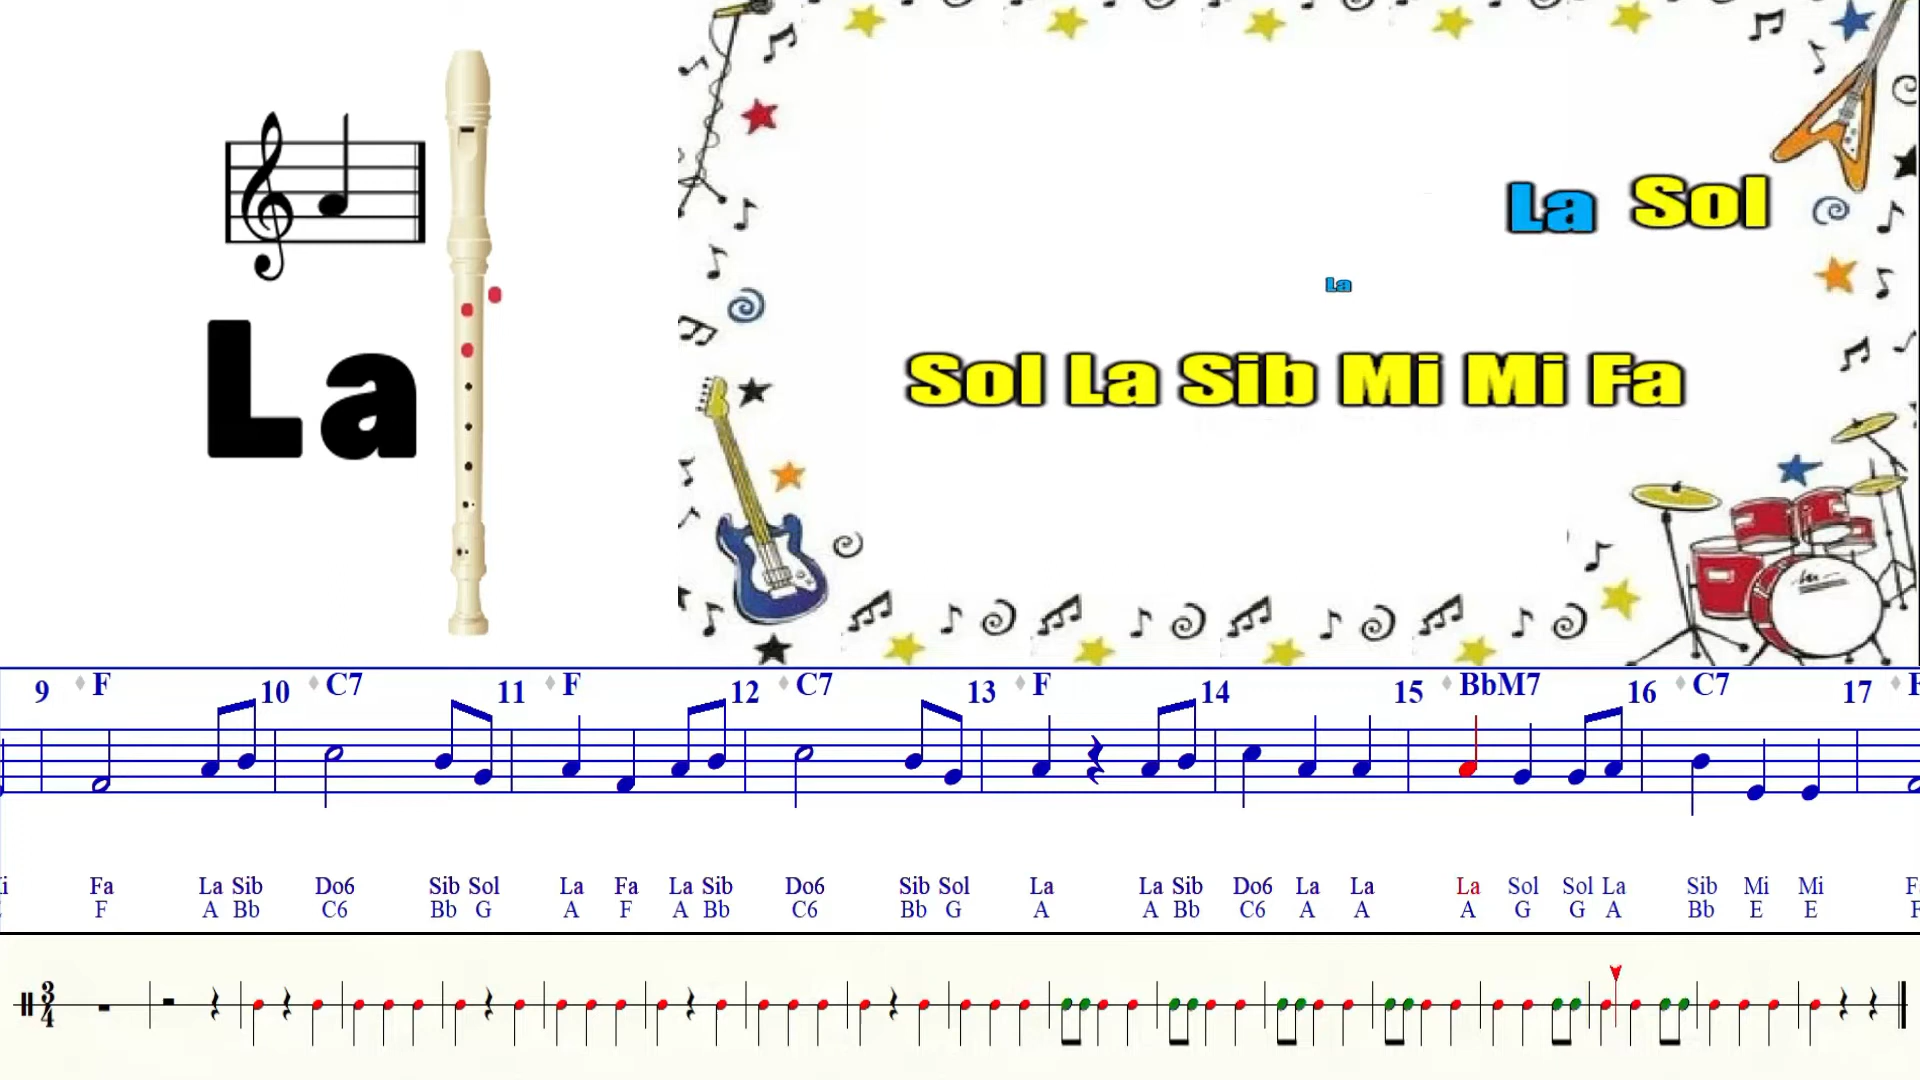 La
La Sol
La
Sol La Sib Mi Mi Fa
9 F 10 C7 11 F 12 C7 13 F 14 15 BbM7 16 C7 17
Fa La Sib Do6 Sib Sol La Fa La Sib Do6 Sib Sol La La Sib Do6 La La La Sol Sol La Sib Mi Mi
F A Bb C6 Bb G A F A Bb C6 Bb G A A Bb C6 A A A G G A Bb E E
3
4